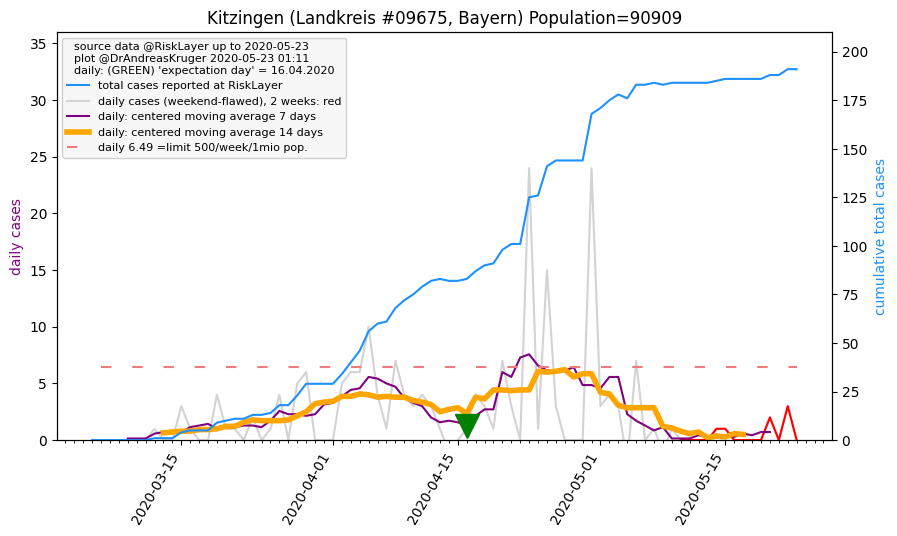 Kitzingen (Landkreis #09675, Bayern) Population=90909
source data @RiskLayer up to 2020-05-23
plot @DrAndreasKruger 2020-05-23 01:11
daily: (GREEN) 'expectation day' = 16.04.2020
total cases reported at RiskLayer
daily cases (weekend-flawed), 2 weeks: red
daily: centered moving average 7 days
daily: centered moving average 14 days
daily 6.49 =limit 500/week/1mio pop.
daily cases
35
30
25
20
15
10
5
0
cumulative total cases
200
175
150
125
100
75
50
25
0
2020-03-15
2020-04-01
2020-04-15
2020-05-01
2020-05-15